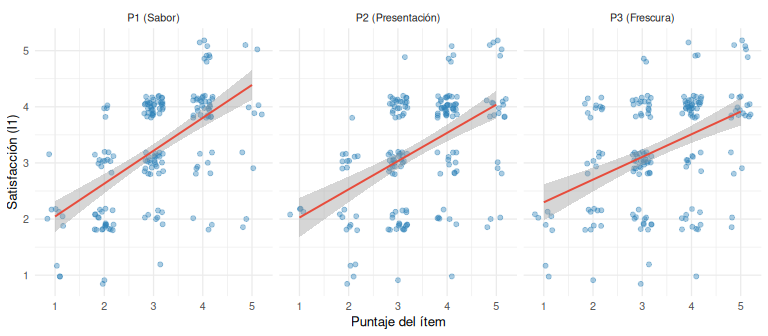 P1 (Sabor)
P2 (Presentación)
P3 (Frescura)
Satisfacción (I1)
5
4
3
2
1
1 2 3 4 5
1 2 3 4 5
1 2 3 4 5
Puntaje del ítem